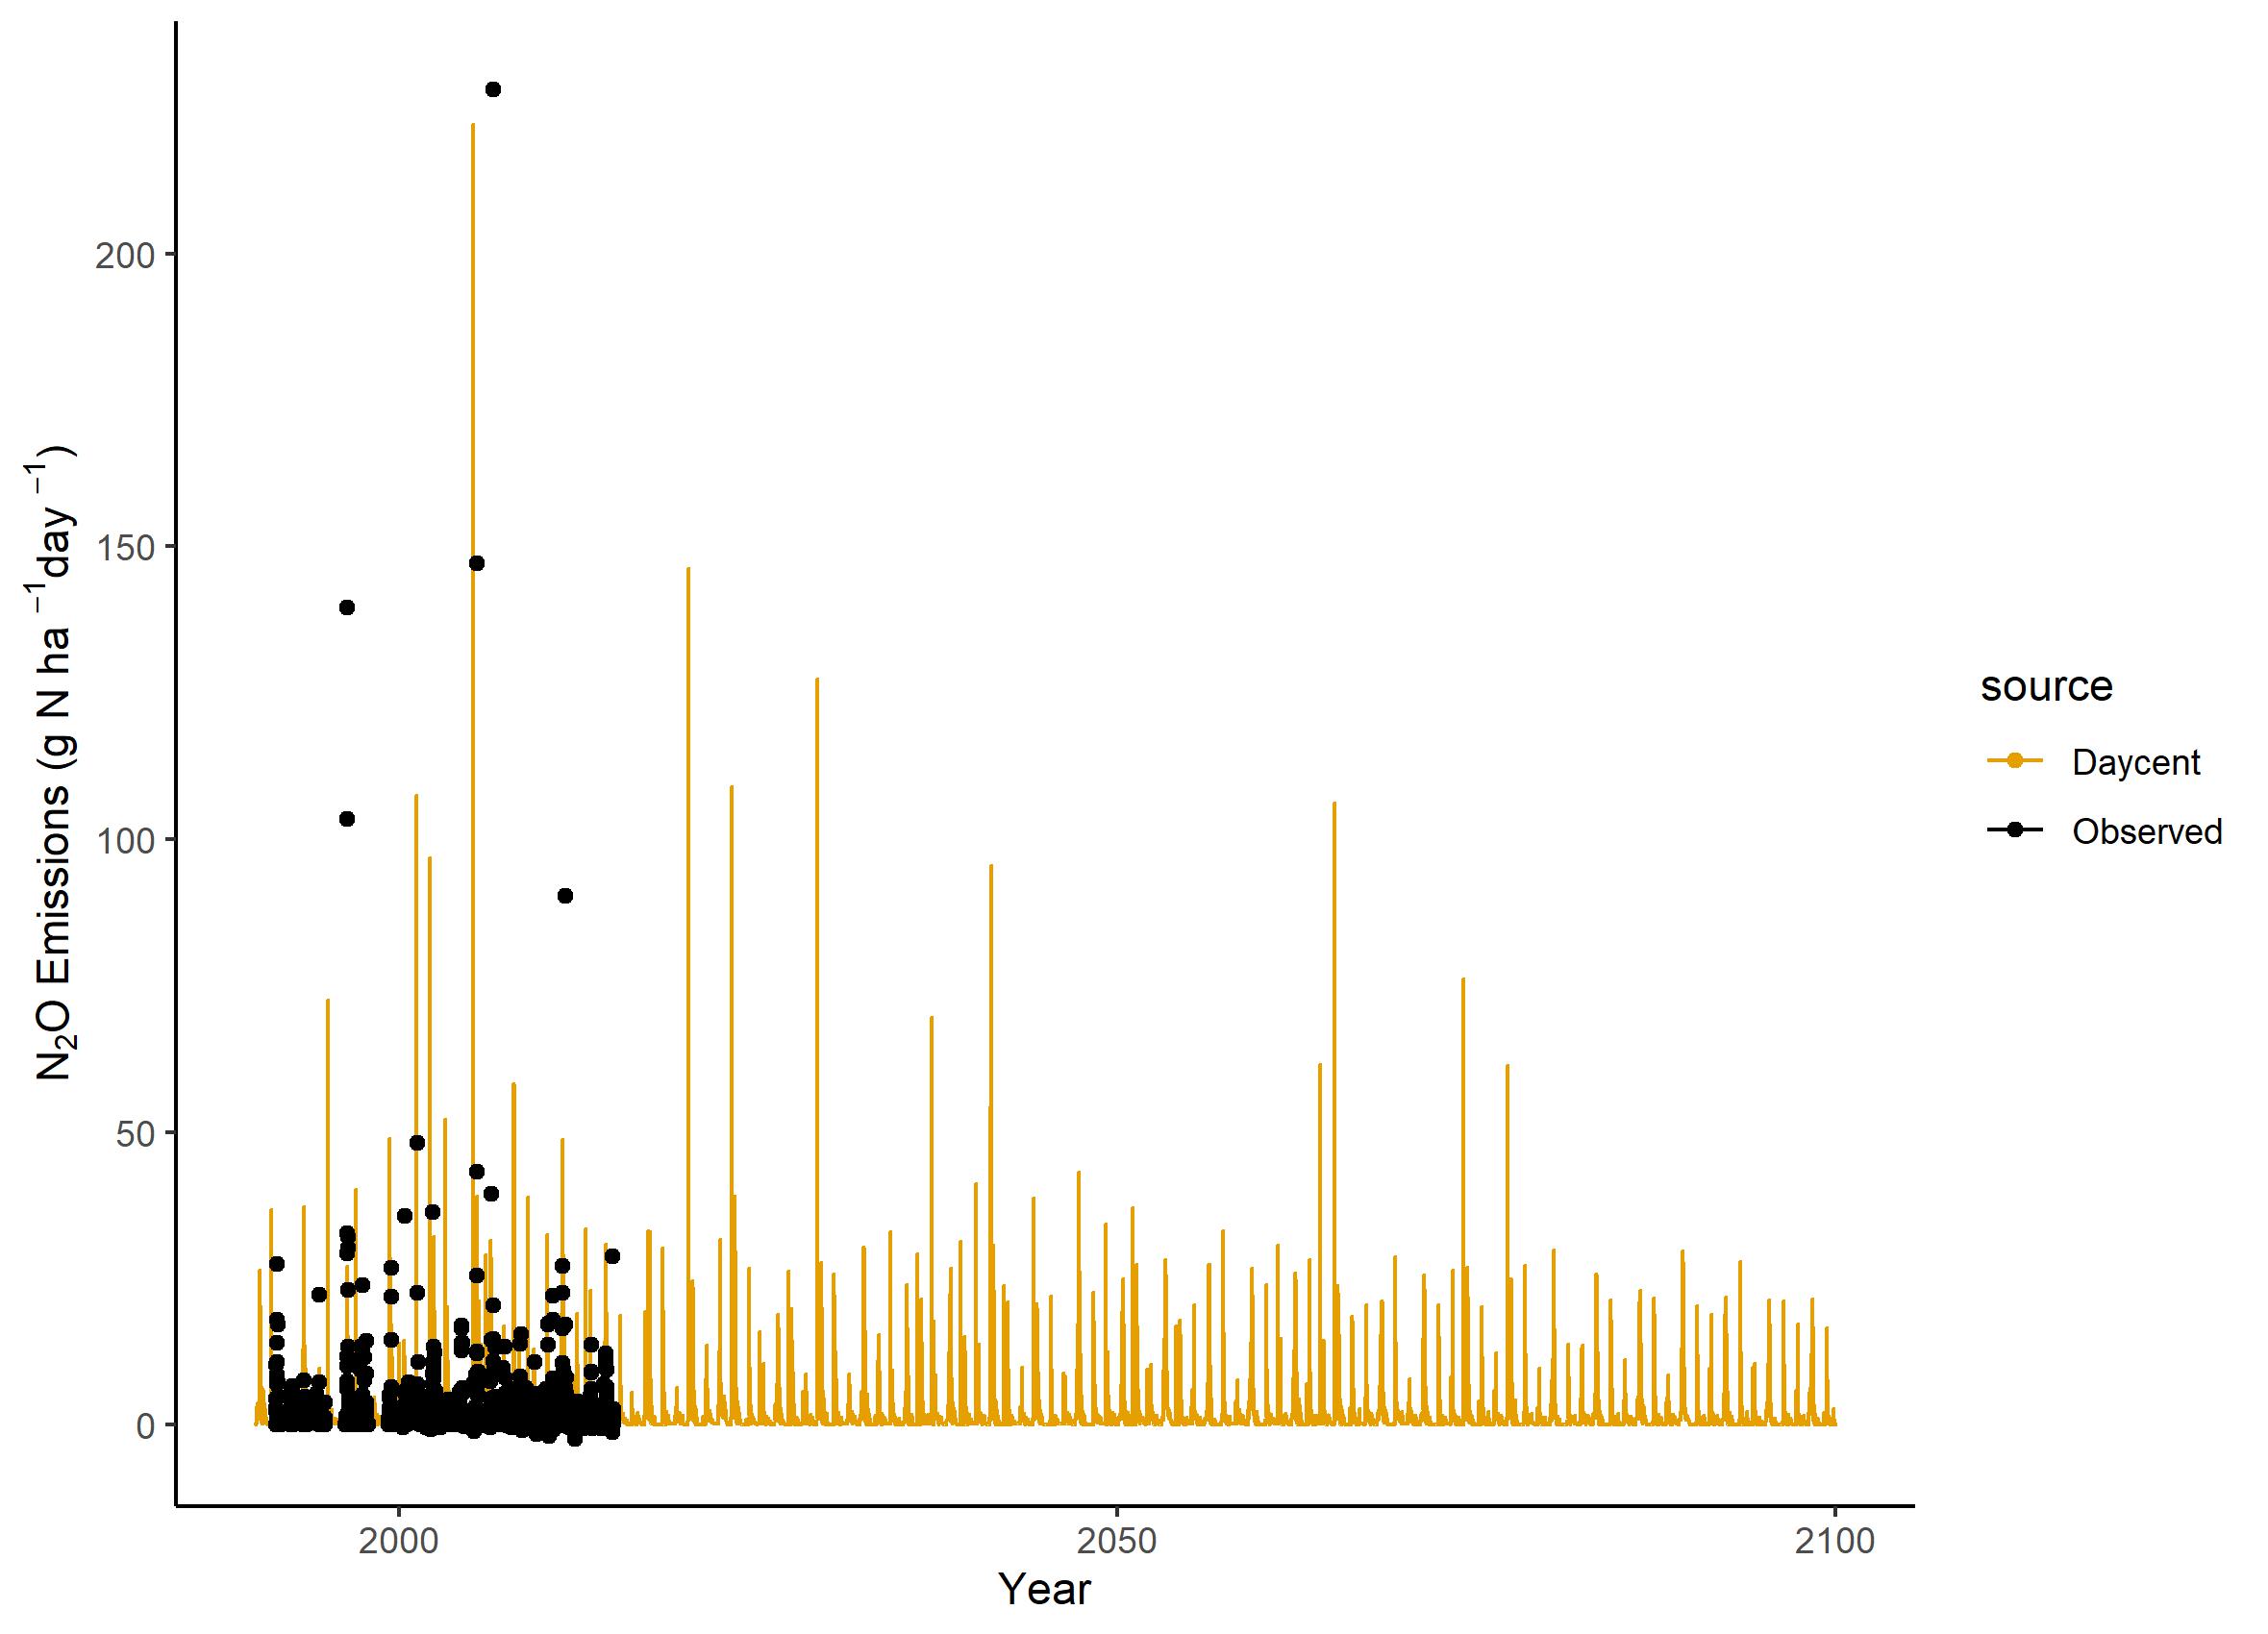 N₂O Emissions (g N ha ⁻¹day ⁻¹)
200
150
100
50
0
2000
2050
2100
Year
source
Daycent
Observed